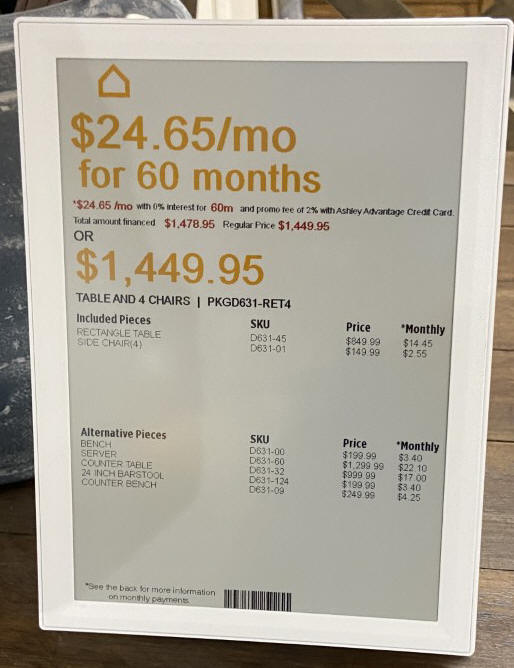 $24.65/mo
for 60 months
*$24.65 /mo with 0% interest for 60m and promo fee of 2% with Ashley Advantage Credit Card.
Total amount financed $1,478.95 Regular Price $1,449.95
OR
$1,449.95
TABLE AND 4 CHAIRS | PKGD631-RET4
Included Pieces SKU Price *Monthly
RECTANGLE TABLE D631-45 $849.99 $14.45
SIDE CHAIR(4) D631-01 $149.99 $2.55
Alternative Pieces SKU Price *Monthly
BENCH D631-00 $199.99 $3.40
SERVER D631-60 $1,299.99 $22.10
COUNTER TABLE D631-32 $999.99 $17.00
24 INCH BARSTOOL D631-124 $199.99 $3.40
COUNTER BENCH D631-09 $249.99 $4.25
*See the back for more information
on monthly payments.